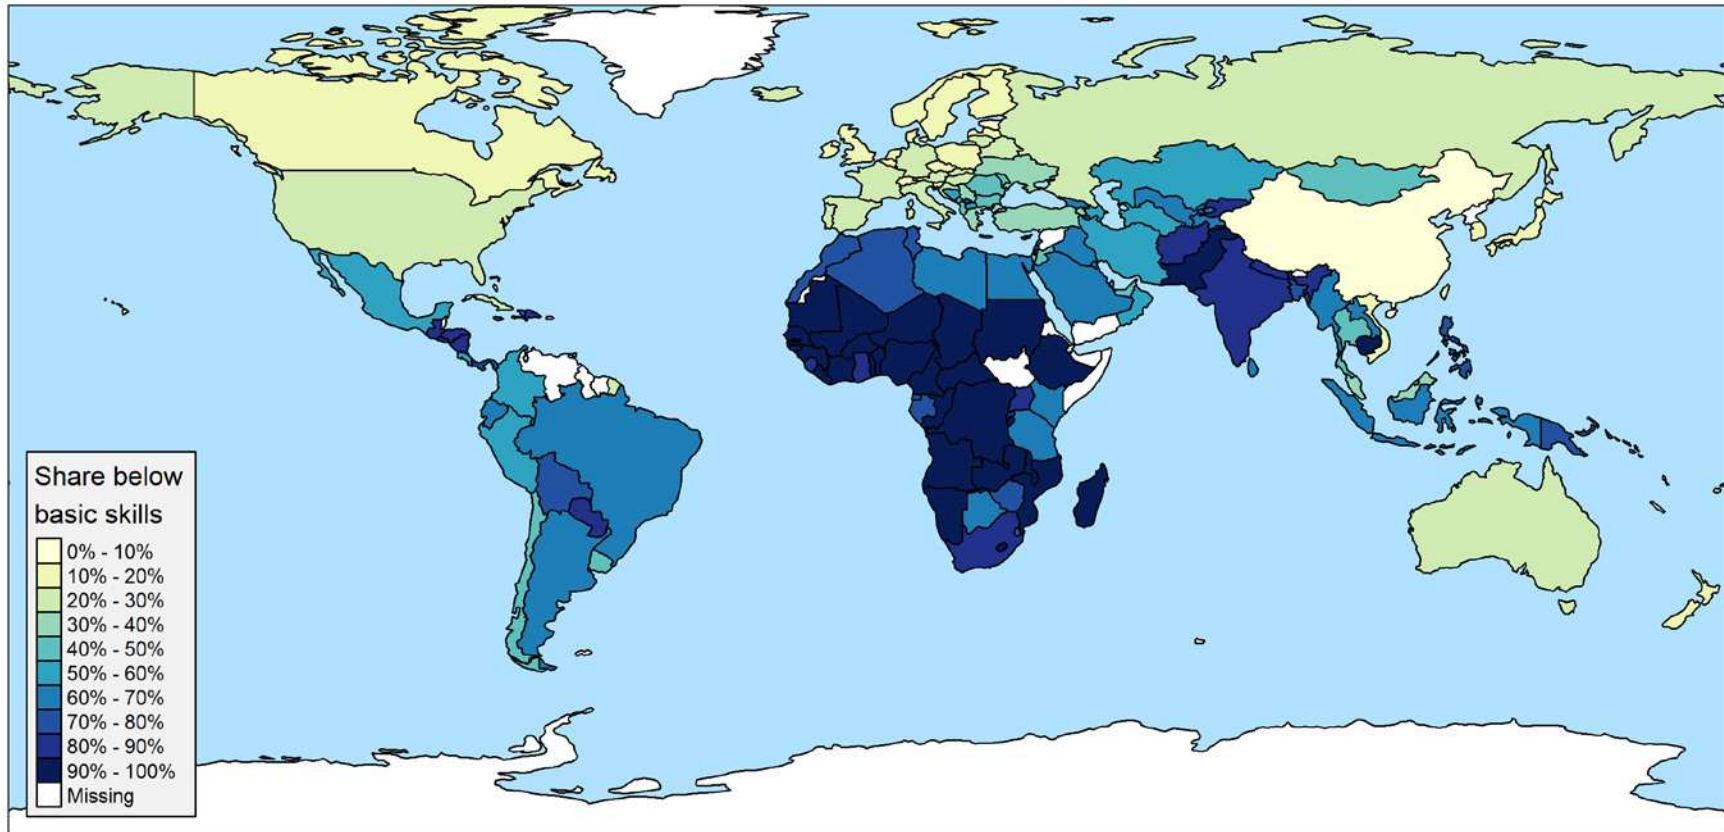 Share below
basic skills
0% - 10%
10% - 20%
20% - 30%
30% - 40%
40% - 50%
50% - 60%
60% - 70%
70% - 80%
80% - 90%
90% - 100%
Missing